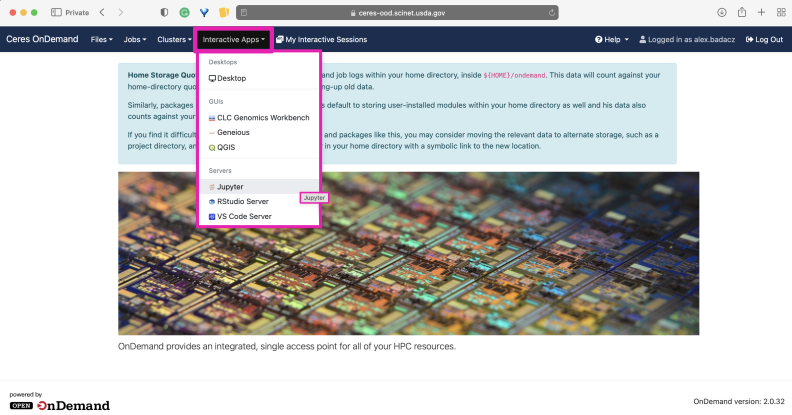 Private
ceres-ood.scinet.usda.gov
Ceres OnDemand Files Jobs Clusters Interactive Apps My Interactive Sessions Help Logged in as alex.badacz Log Out
Home Storage Quo and job logs within your home directory, inside ${HOME}/ondemand. This data will count against your
home-directory quo ng-up old data.
Similarly, packages s default to storing user-installed modules within your home directory as well and his data also
counts against your
If you find it difficult and packages like this, you may consider moving the relevant data to alternate storage, such as a
project directory, an r in your home directory with a symbolic link to the new location.
Desktops
Desktop
GUIs
CLC Genomics Workbench
Geneious
QGIS
Servers
Jupyter
Jupyter
RStudio Server
VS Code Server
OnDemand provides an integrated, single access point for all of your HPC resources.
powered by
OPEN OnDemand
OnDemand version: 2.0.32